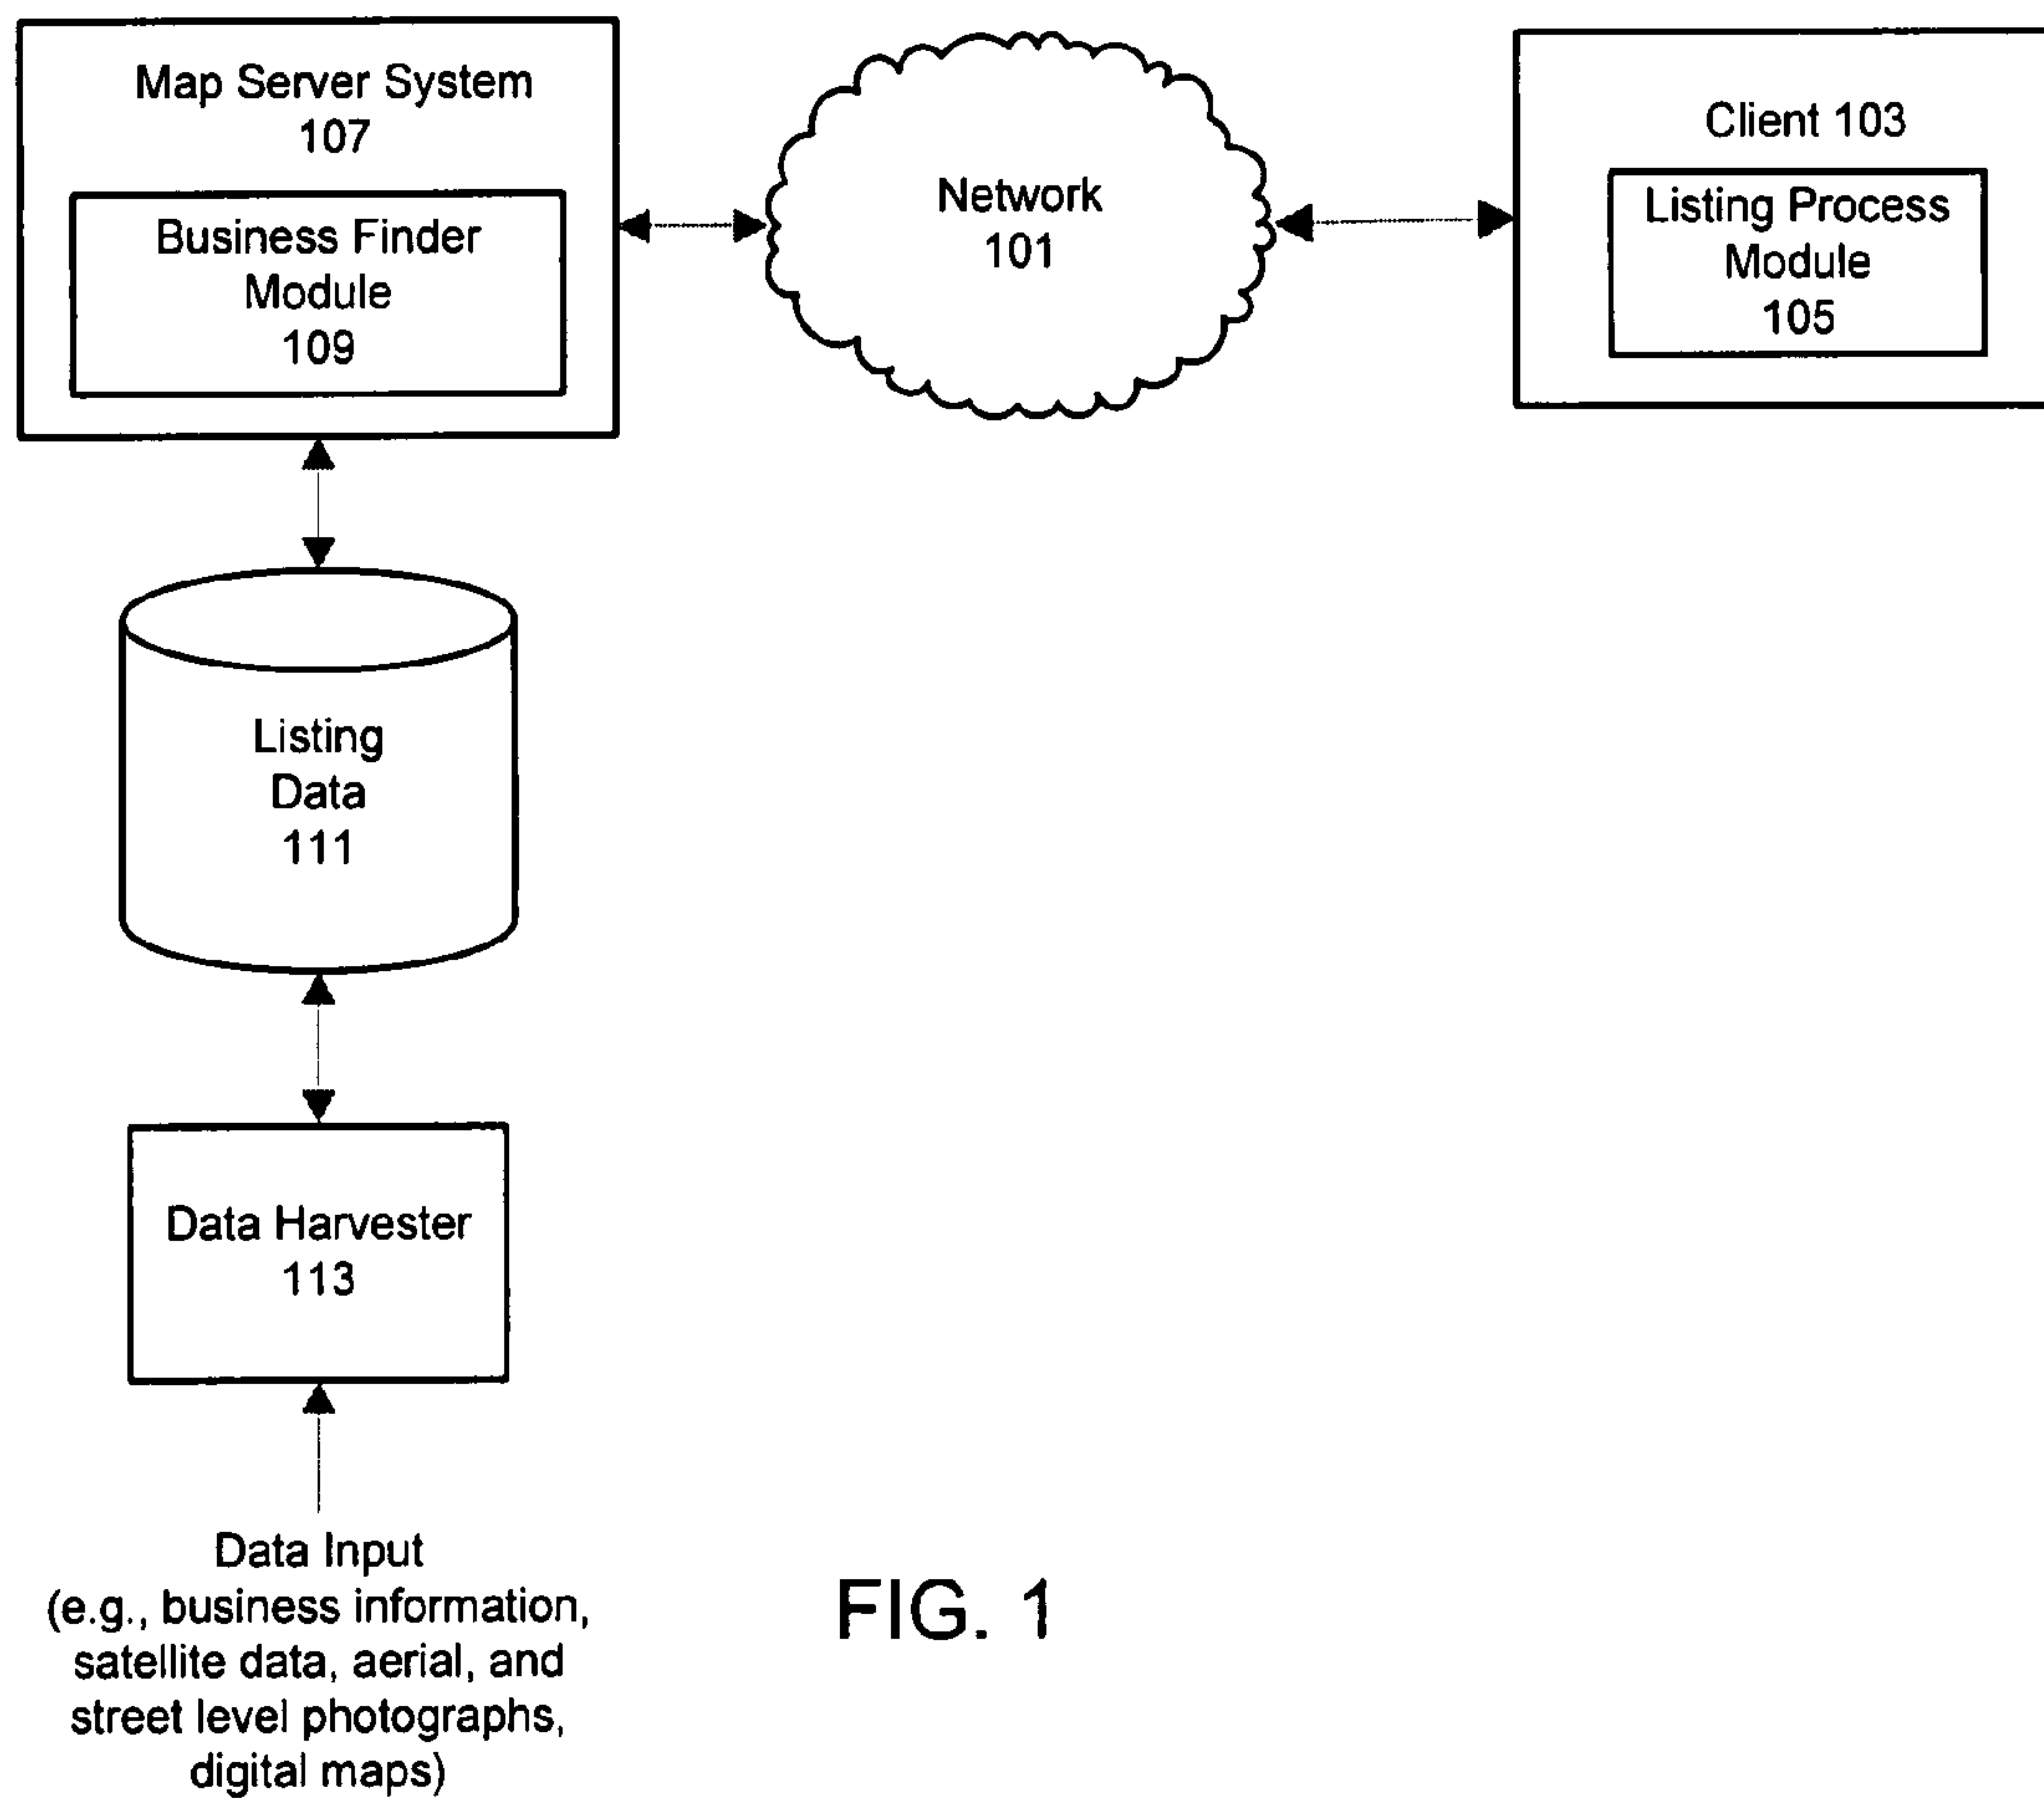 Map Server System
107
Business Finder
Module
109
Network
101
Client 103
Listing Process
Module
105
Listing
Data
111
Data Harvester
113
Data Input
(e.g., business information,
satellite data, aerial, and
street level photographs,
digital maps)
FIG. 1